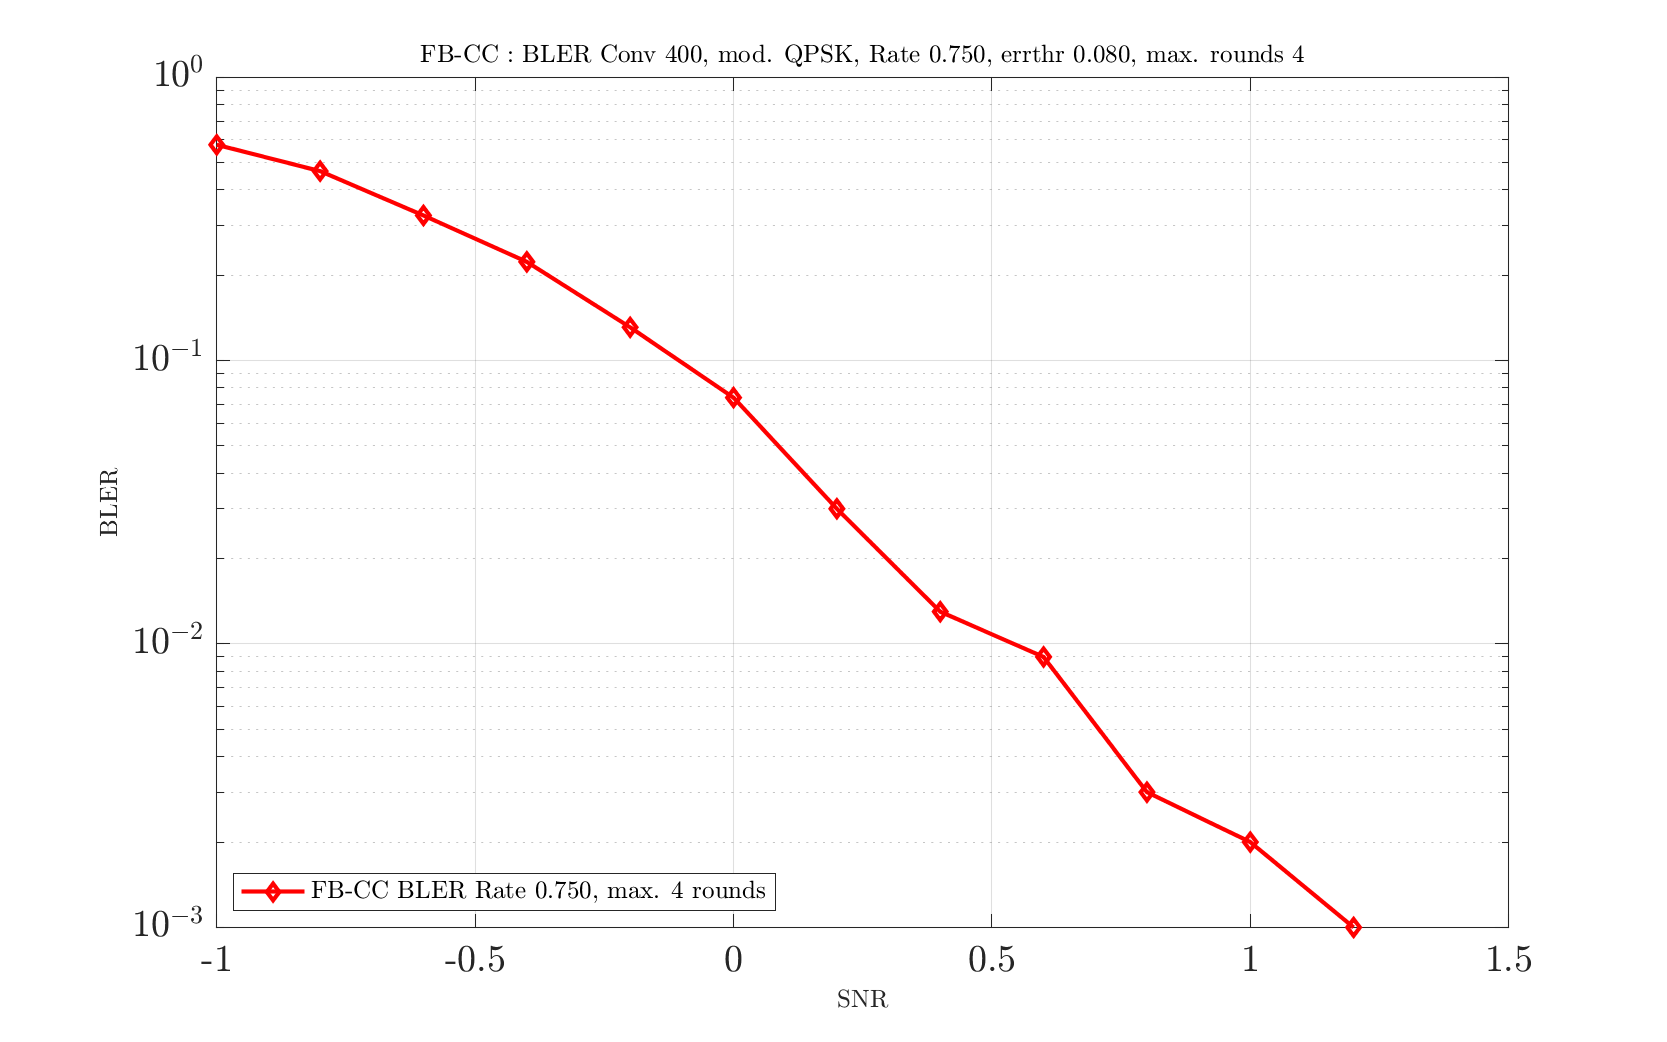 FB-CC : BLER Conv 400, mod. QPSK, Rate 0.750, errthr 0.080, max. rounds 4
10^0
10^-1
10^-2
10^-3
BLER
FB-CC BLER Rate 0.750, max. 4 rounds
-1 -0.5 0 0.5 1 1.5
SNR